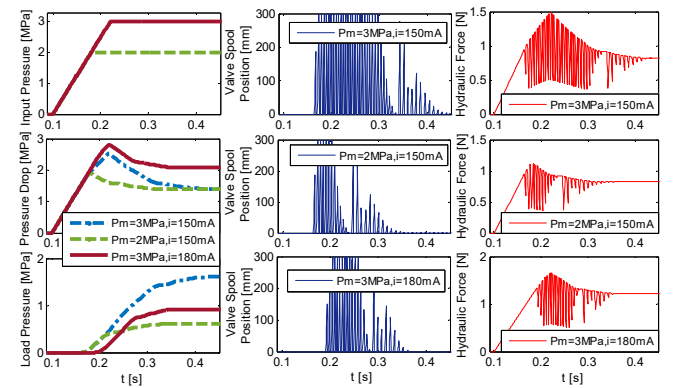 Input Pressure [MPa]
4
3
2
1
0
0.1 0.2 0.3 0.4
Valve Spool
Position [mm]
300
200
100
0
Pm=3MPa,i=150mA
0.1 0.2 0.3 0.4
Hydraulic Force [N]
1.5
1
0.5
0
Pm=3MPa,i=150mA
0.1 0.2 0.3 0.4
Pressure Drop [MPa]
3
2
1
0
Pm=3MPa,i=150mA
Pm=2MPa,i=150mA
Pm=3MPa,i=180mA
Valve Spool
Position [mm]
300
200
100
0
Pm=2MPa,i=150mA
0.1 0.2 0.3 0.4
Hydraulic Force [N]
1.5
1
0.5
0
Pm=2MPa,i=150mA
0.1 0.2 0.3 0.4
Load Pressure [MPa]
2
1
0
0.1 0.2 0.3 0.4
t [s]
Valve Spool
Position [mm]
300
200
100
0
Pm=3MPa,i=180mA
0.1 0.2 0.3 0.4
t [s]
Hydraulic Force [N]
2
1
0
Pm=3MPa,i=180mA
0.1 0.2 0.3 0.4
t [s]